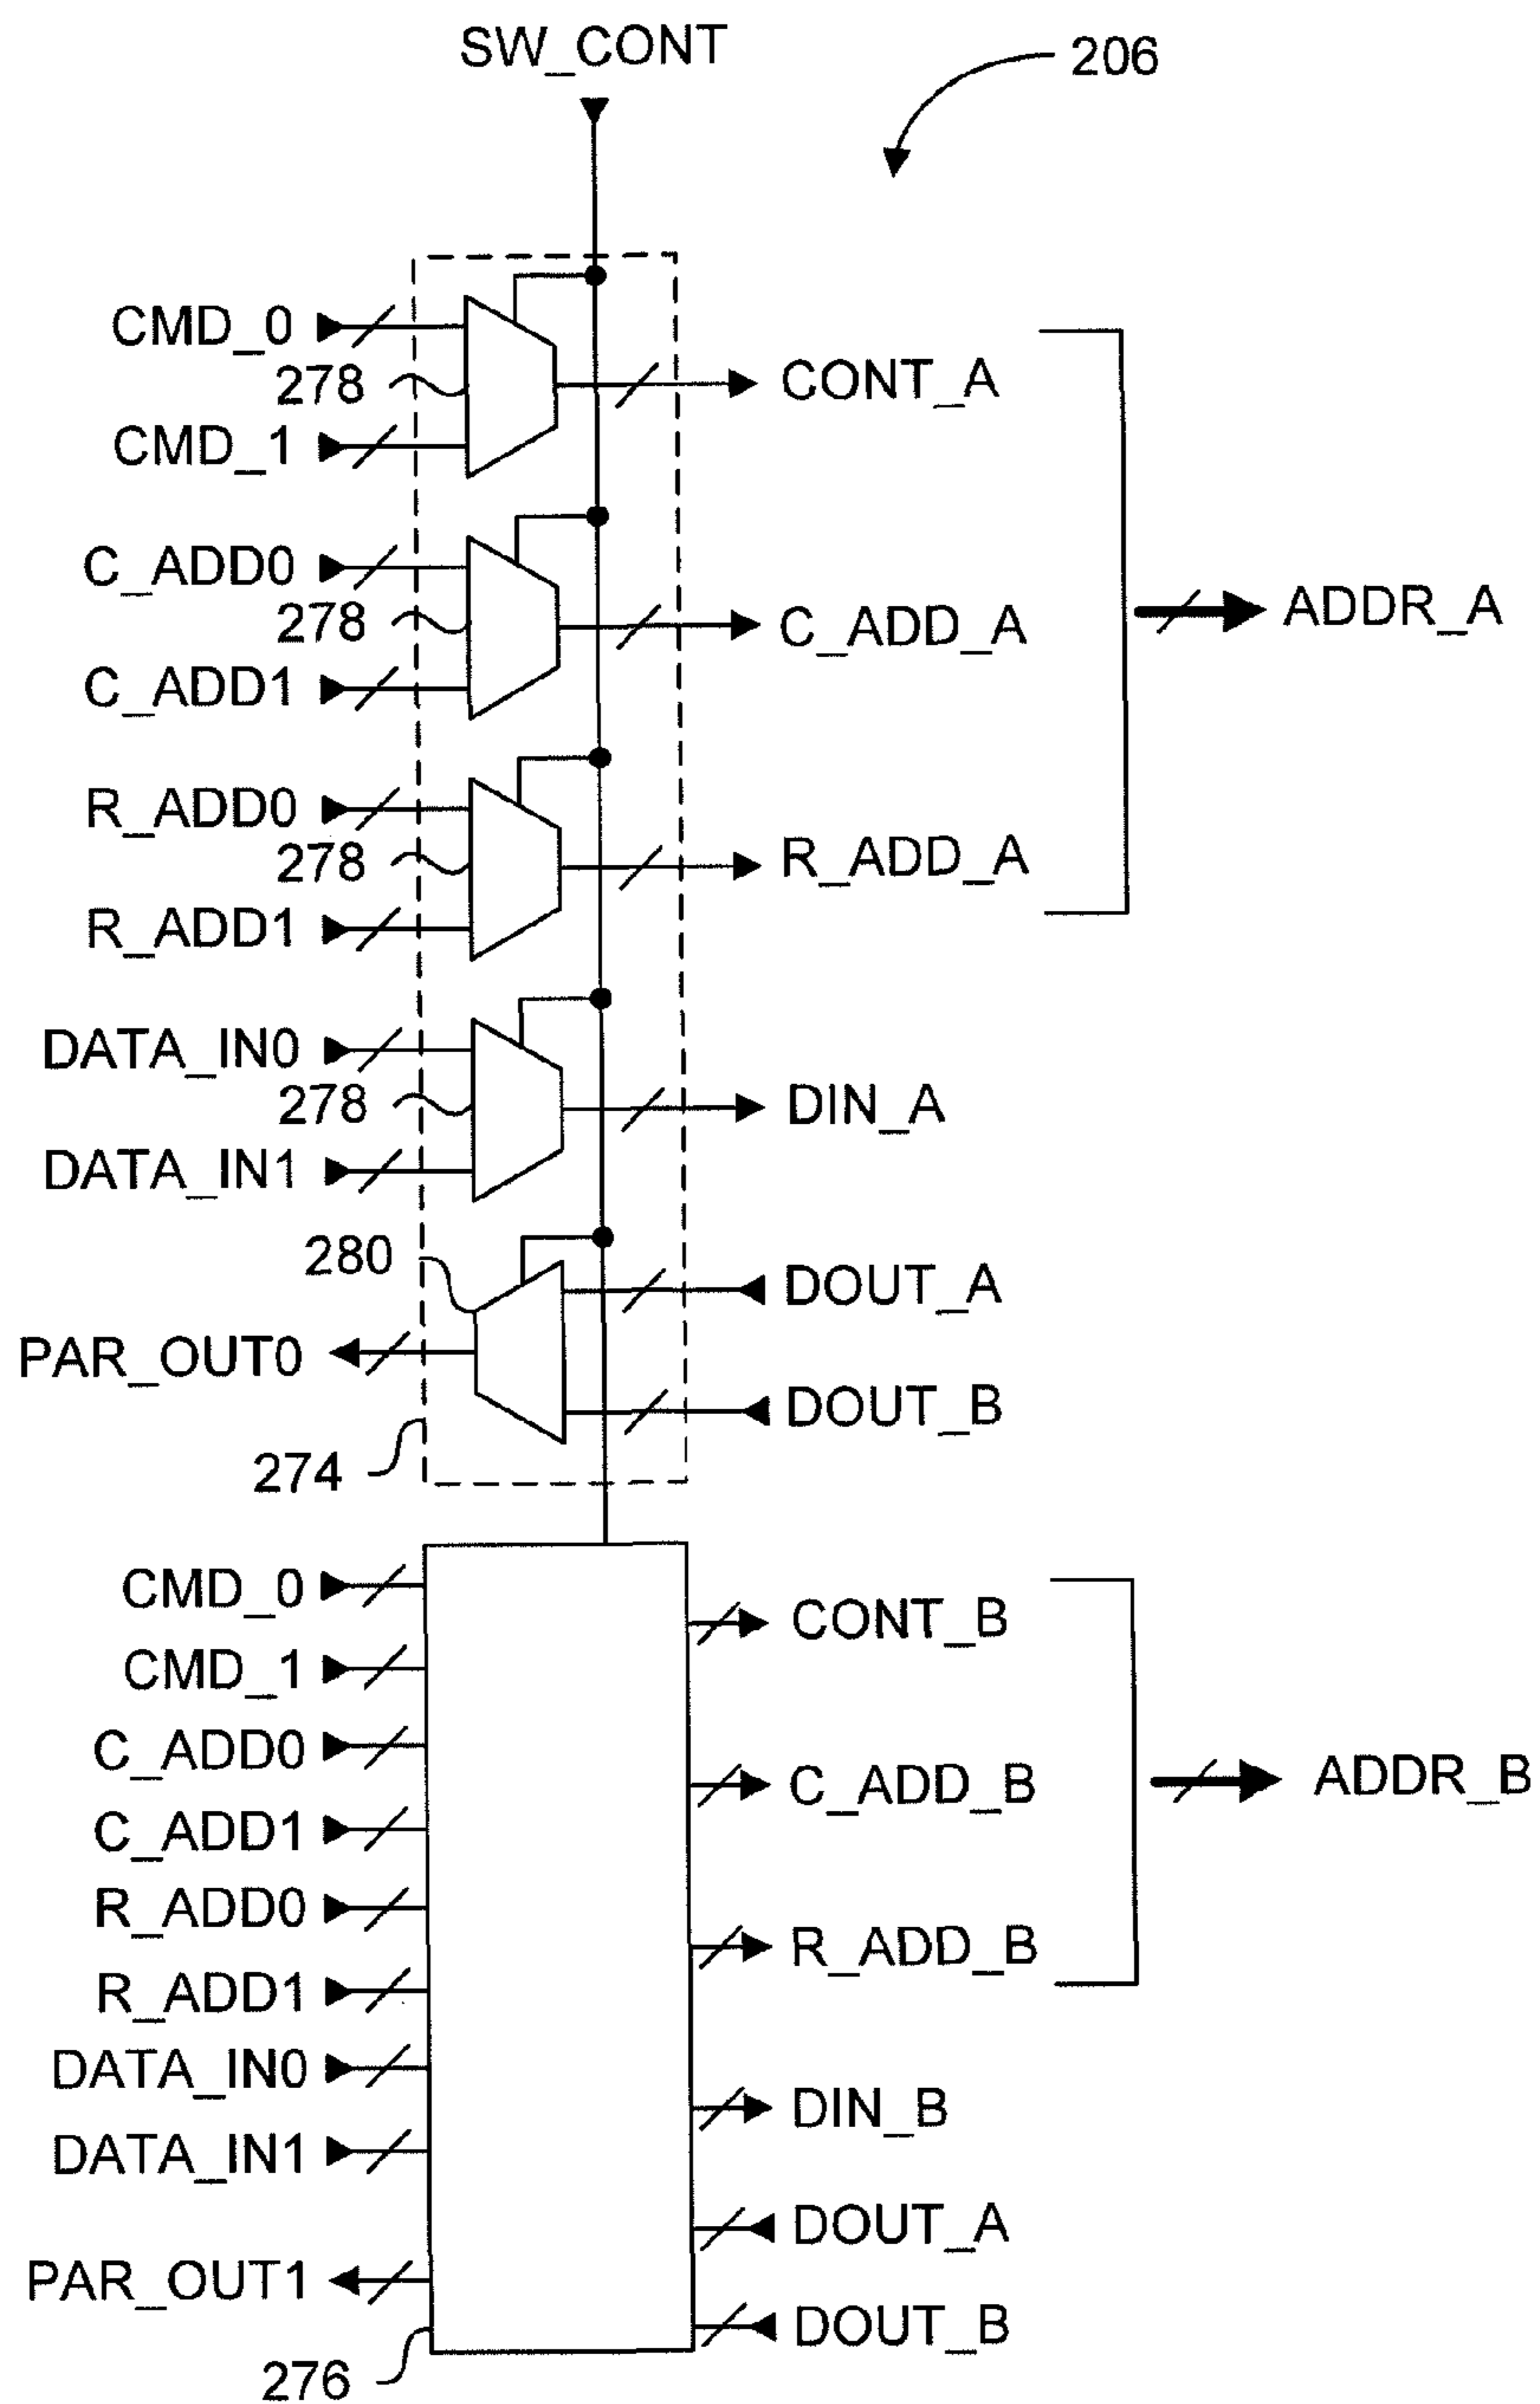 SW_CONT
206
CMD_0
278
CONT_A
CMD_1
C_ADD0
278
C_ADD_A
ADDR_A
C_ADD1
R_ADD0
278
R_ADD_A
R_ADD1
DATA_IN0
278
DIN_A
DATA_IN1
280
DOUT_A
PAR_OUT0
DOUT_B
274
CMD_0
CONT_B
CMD_1
C_ADD0
C_ADD_B
ADDR_B
C_ADD1
R_ADD0
R_ADD_B
R_ADD1
DATA_IN0
DIN_B
DATA_IN1
DOUT_A
PAR_OUT1
DOUT_B
276